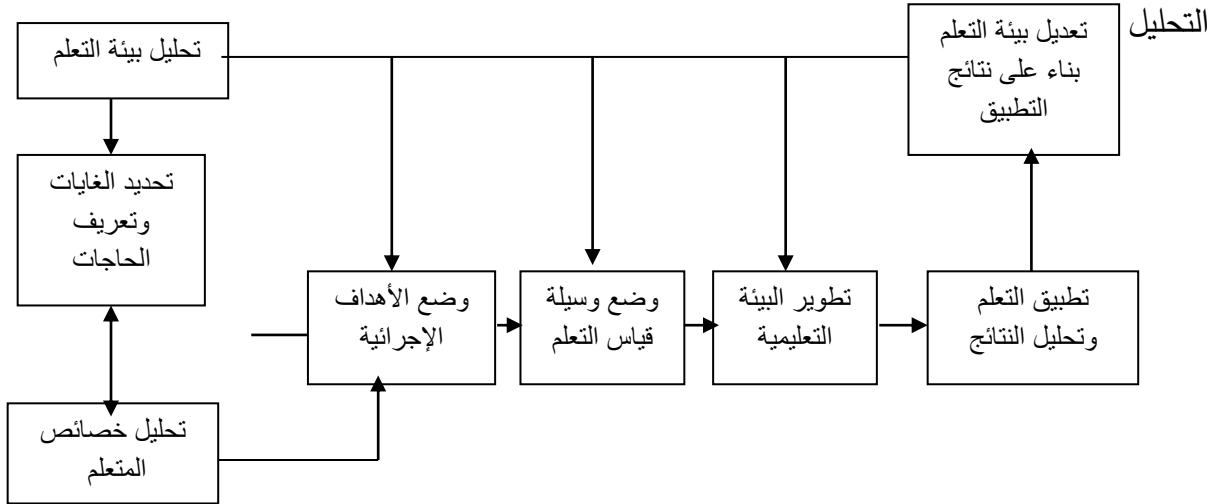 التحليل
تعديل بيئة التعلم
بناء على نتائج
التطبيق
تحليل بيئة التعلم
تحديد الغايات
وتعريف
الحاجات
وضع الأهداف
الإجرائية
وضع وسيلة
قياس التعلم
تطوير البيئة
التعليمية
تطبيق التعلم
وتحليل النتائج
تحليل خصائص
المتعلم